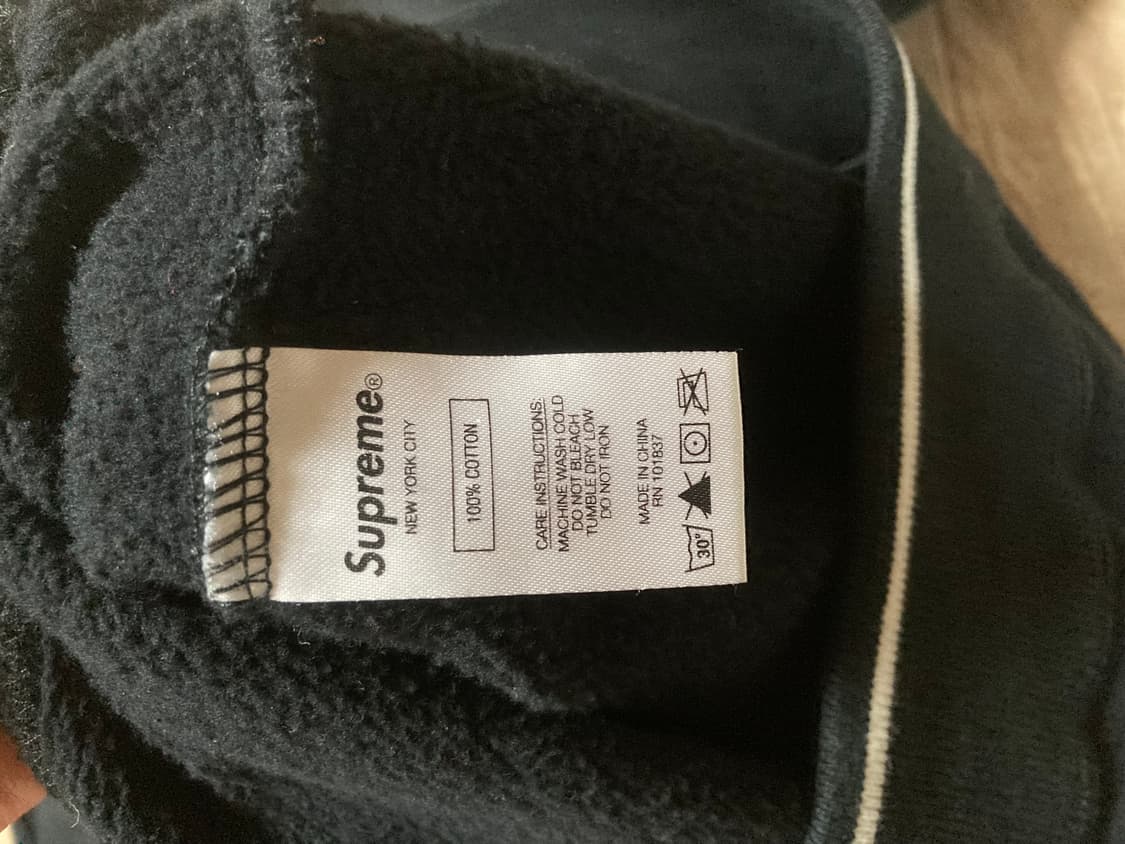 Supreme®
NEW YORK CITY
100% COTTON
CARE INSTRUCTIONS:
MACHINE WASH COLD
DO NOT BLEACH
TUMBLE DRY LOW
DO NOT IRON
MADE IN CHINA
RN 101837
30°